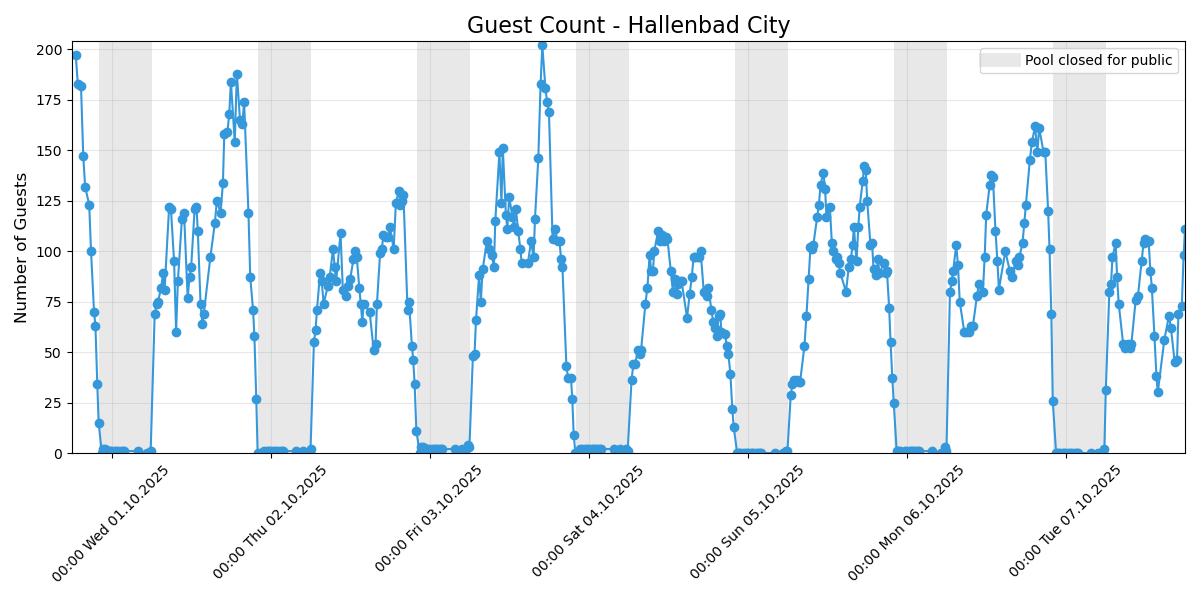 Guest Count - Hallenbad City
Pool closed for public
Number of Guests
200
175
150
125
100
75
50
25
0
00:00 Wed 01.10.2025
00:00 Thu 02.10.2025
00:00 Fri 03.10.2025
00:00 Sat 04.10.2025
00:00 Sun 05.10.2025
00:00 Mon 06.10.2025
00:00 Tue 07.10.2025